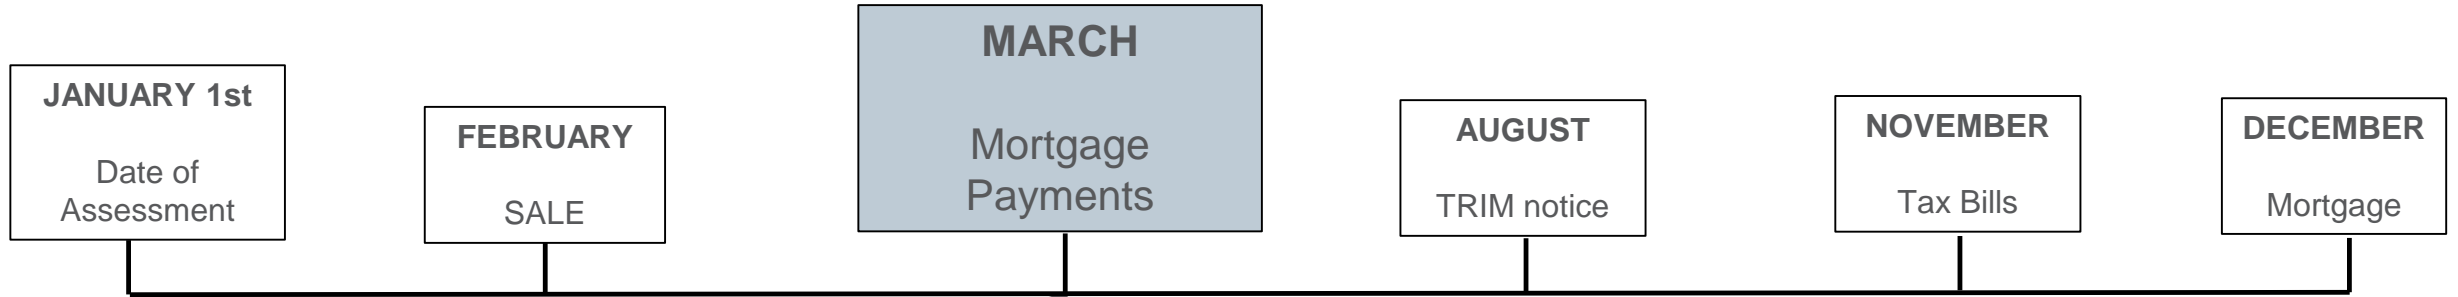 JANUARY 1st
Date of
Assessment
FEBRUARY
SALE
MARCH
Mortgage
Payments
AUGUST
TRIM notice
NOVEMBER
Tax Bills
DECEMBER
Mortgage